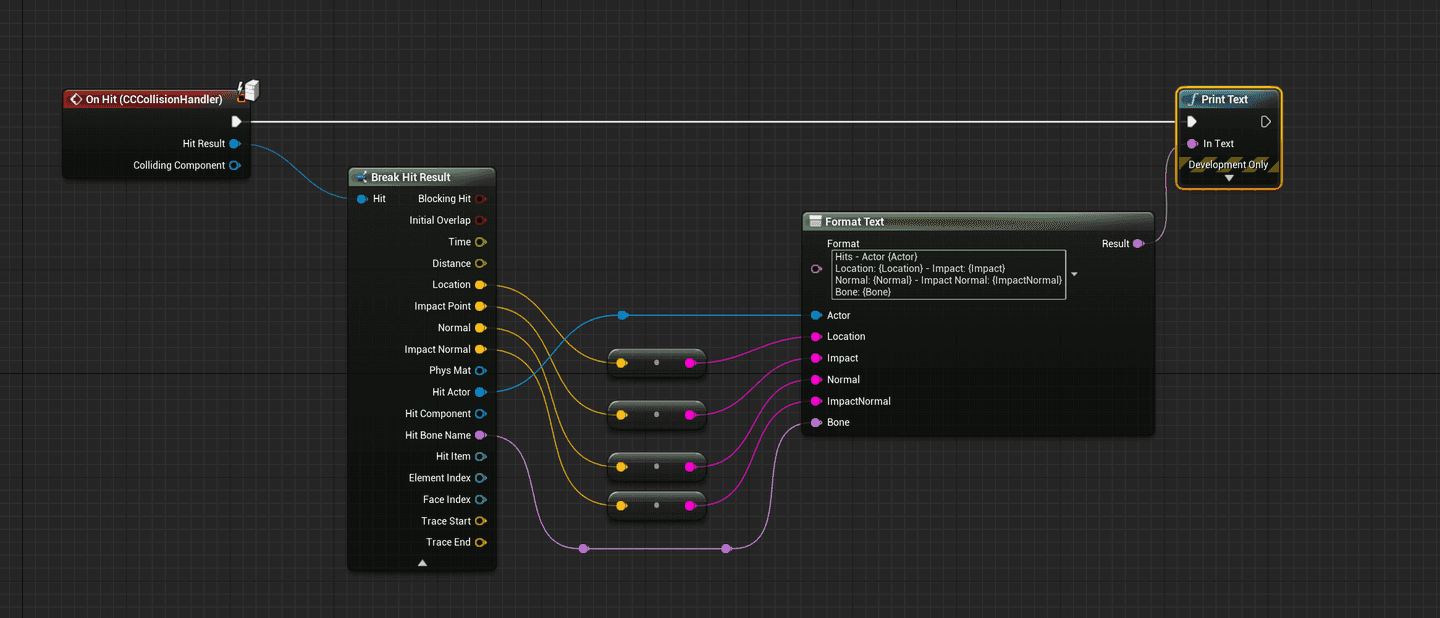 On Hit (CCCollisionHandler)
Hit Result
Colliding Component
Break Hit Result
Hit
Blocking Hit
Initial Overlap
Time
Distance
Location
Impact Point
Normal
Impact Normal
Phys Mat
Hit Actor
Hit Component
Hit Bone Name
Hit Item
Element Index
Face Index
Trace Start
Trace End
Format Text
Format
Result
Hits - Actor {Actor}
Location: {Location} - Impact: {Impact}
Normal: {Normal} - Impact Normal: {ImpactNormal}
Bone: {Bone}
Actor
Location
Impact
Normal
ImpactNormal
Bone
f Print Text
In Text
Development Only